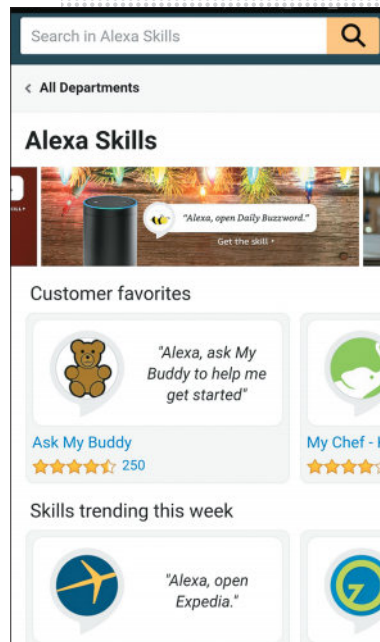 Search in Alexa Skills
< All Departments
Alexa Skills
"Alexa, open Daily Buzzword."
Get the skill ▸
Customer favorites
"Alexa, ask My
Buddy to help me
get started"
Ask My Buddy
My Chef -
250
Skills trending this week
"Alexa, open
Expedia."